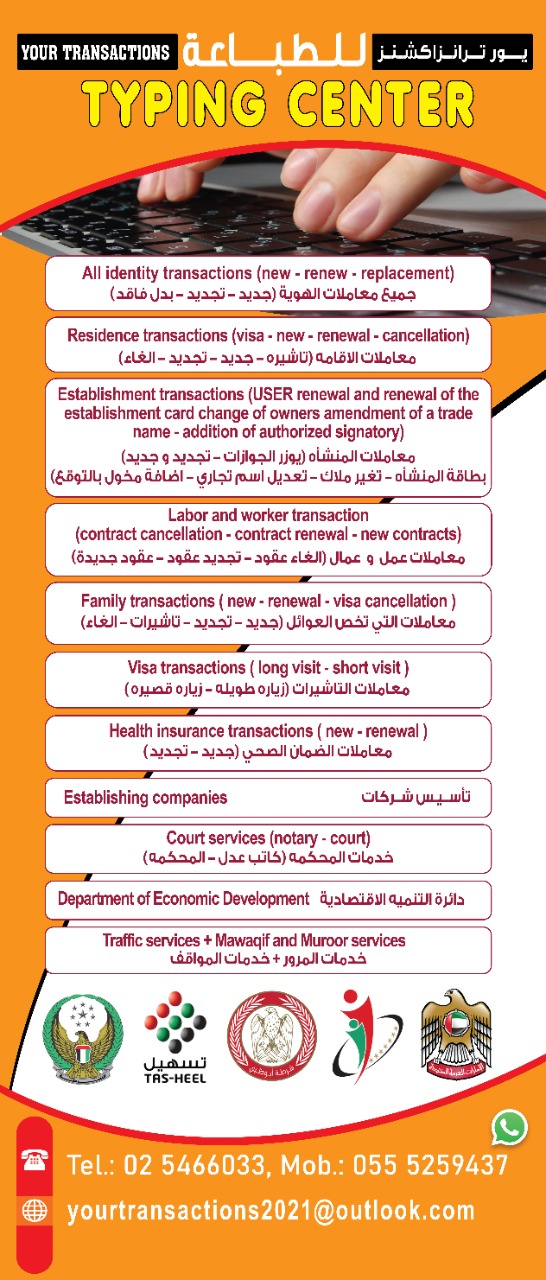 YOUR TRANSACTIONS للطبـاعة يــور ترانزاكشنز
TYPING CENTER
All identity transactions (new - renew - replacement)
جميع معاملات الهوية (جديد – تجديد – بدل فاقد)
Residence transactions (visa - new - renewal - cancellation)
معاملات الاقامه (تاشيره – جديد – تجديد – الغاء)
Establishment transactions (USER renewal and renewal of the
establishment card change of owners amendment of a trade
name - addition of authorized signatory)
معاملات المنشأه (يوزر الجوازات – تجديد و جديد)
بطاقة المنشأه – تغير ملاك – تعديل اسم تجاري – اضافة مخول بالتوقع)
Labor and worker transaction
(contract cancellation - contract renewal - new contracts)
معاملات عمل و عمال (الغاء عقود – تجديد عقود – عقود جديدة)
Family transactions ( new - renewal - visa cancellation )
معاملات التي تخص العوائل (جديد – تجديد – تاشيرات – الغاء)
Visa transactions ( long visit - short visit )
معاملات التاشيرات (زياره طويله – زياره قصيره)
Health insurance transactions ( new - renewal )
معاملات الضمان الصحي (جديد – تجديد)
Establishing companies تأسـيـس شـركات
Court services (notary - court)
خدمات المحكمه (كاتب عدل – المحكمه)
Department of Economic Development دائرة التنميه الاقتصادية
Traffic services + Mawaqif and Muroor services
خدمات المرور + خدمات المواقف
تسهيل
TAS-HEEL
شرطة أبوظبي
Tel.: 02 5466033, Mob.: 055 5259437
yourtransactions2021@outlook.com